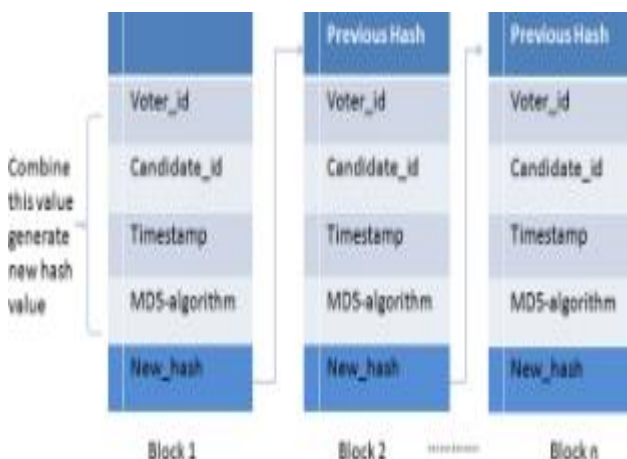 Combine
this value
generate
new hash
value
Voter_id
Candidate_id
Timestamp
MD5-algorithm
New_hash
Block 1
Previous Hash
Voter_id
Candidate_id
Timestamp
MD5-algorithm
New_hash
Block 2
Previous Hash
Voter_id
Candidate_id
Timestamp
MD5-algorithm
New_hash
Block n